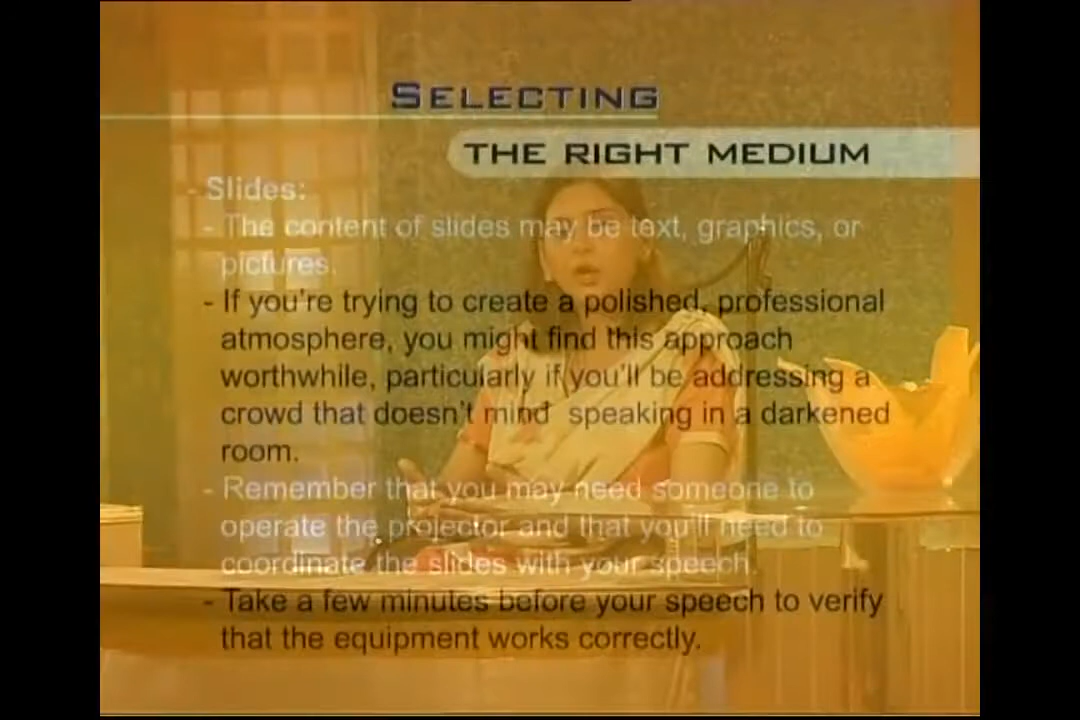 SELECTING
THE RIGHT MEDIUM
- Slides:
- The content of slides may be text, graphics, or
pictures.
- If you're trying to create a polished, professional
atmosphere, you might find this approach
worthwhile, particularly if you'll be addressing a
crowd that doesn't mind speaking in a darkened
room.
- Remember that you may need someone to
operate the projector and that you'll need to
coordinate the slides with your speech.
- Take a few minutes before your speech to verify
that the equipment works correctly.